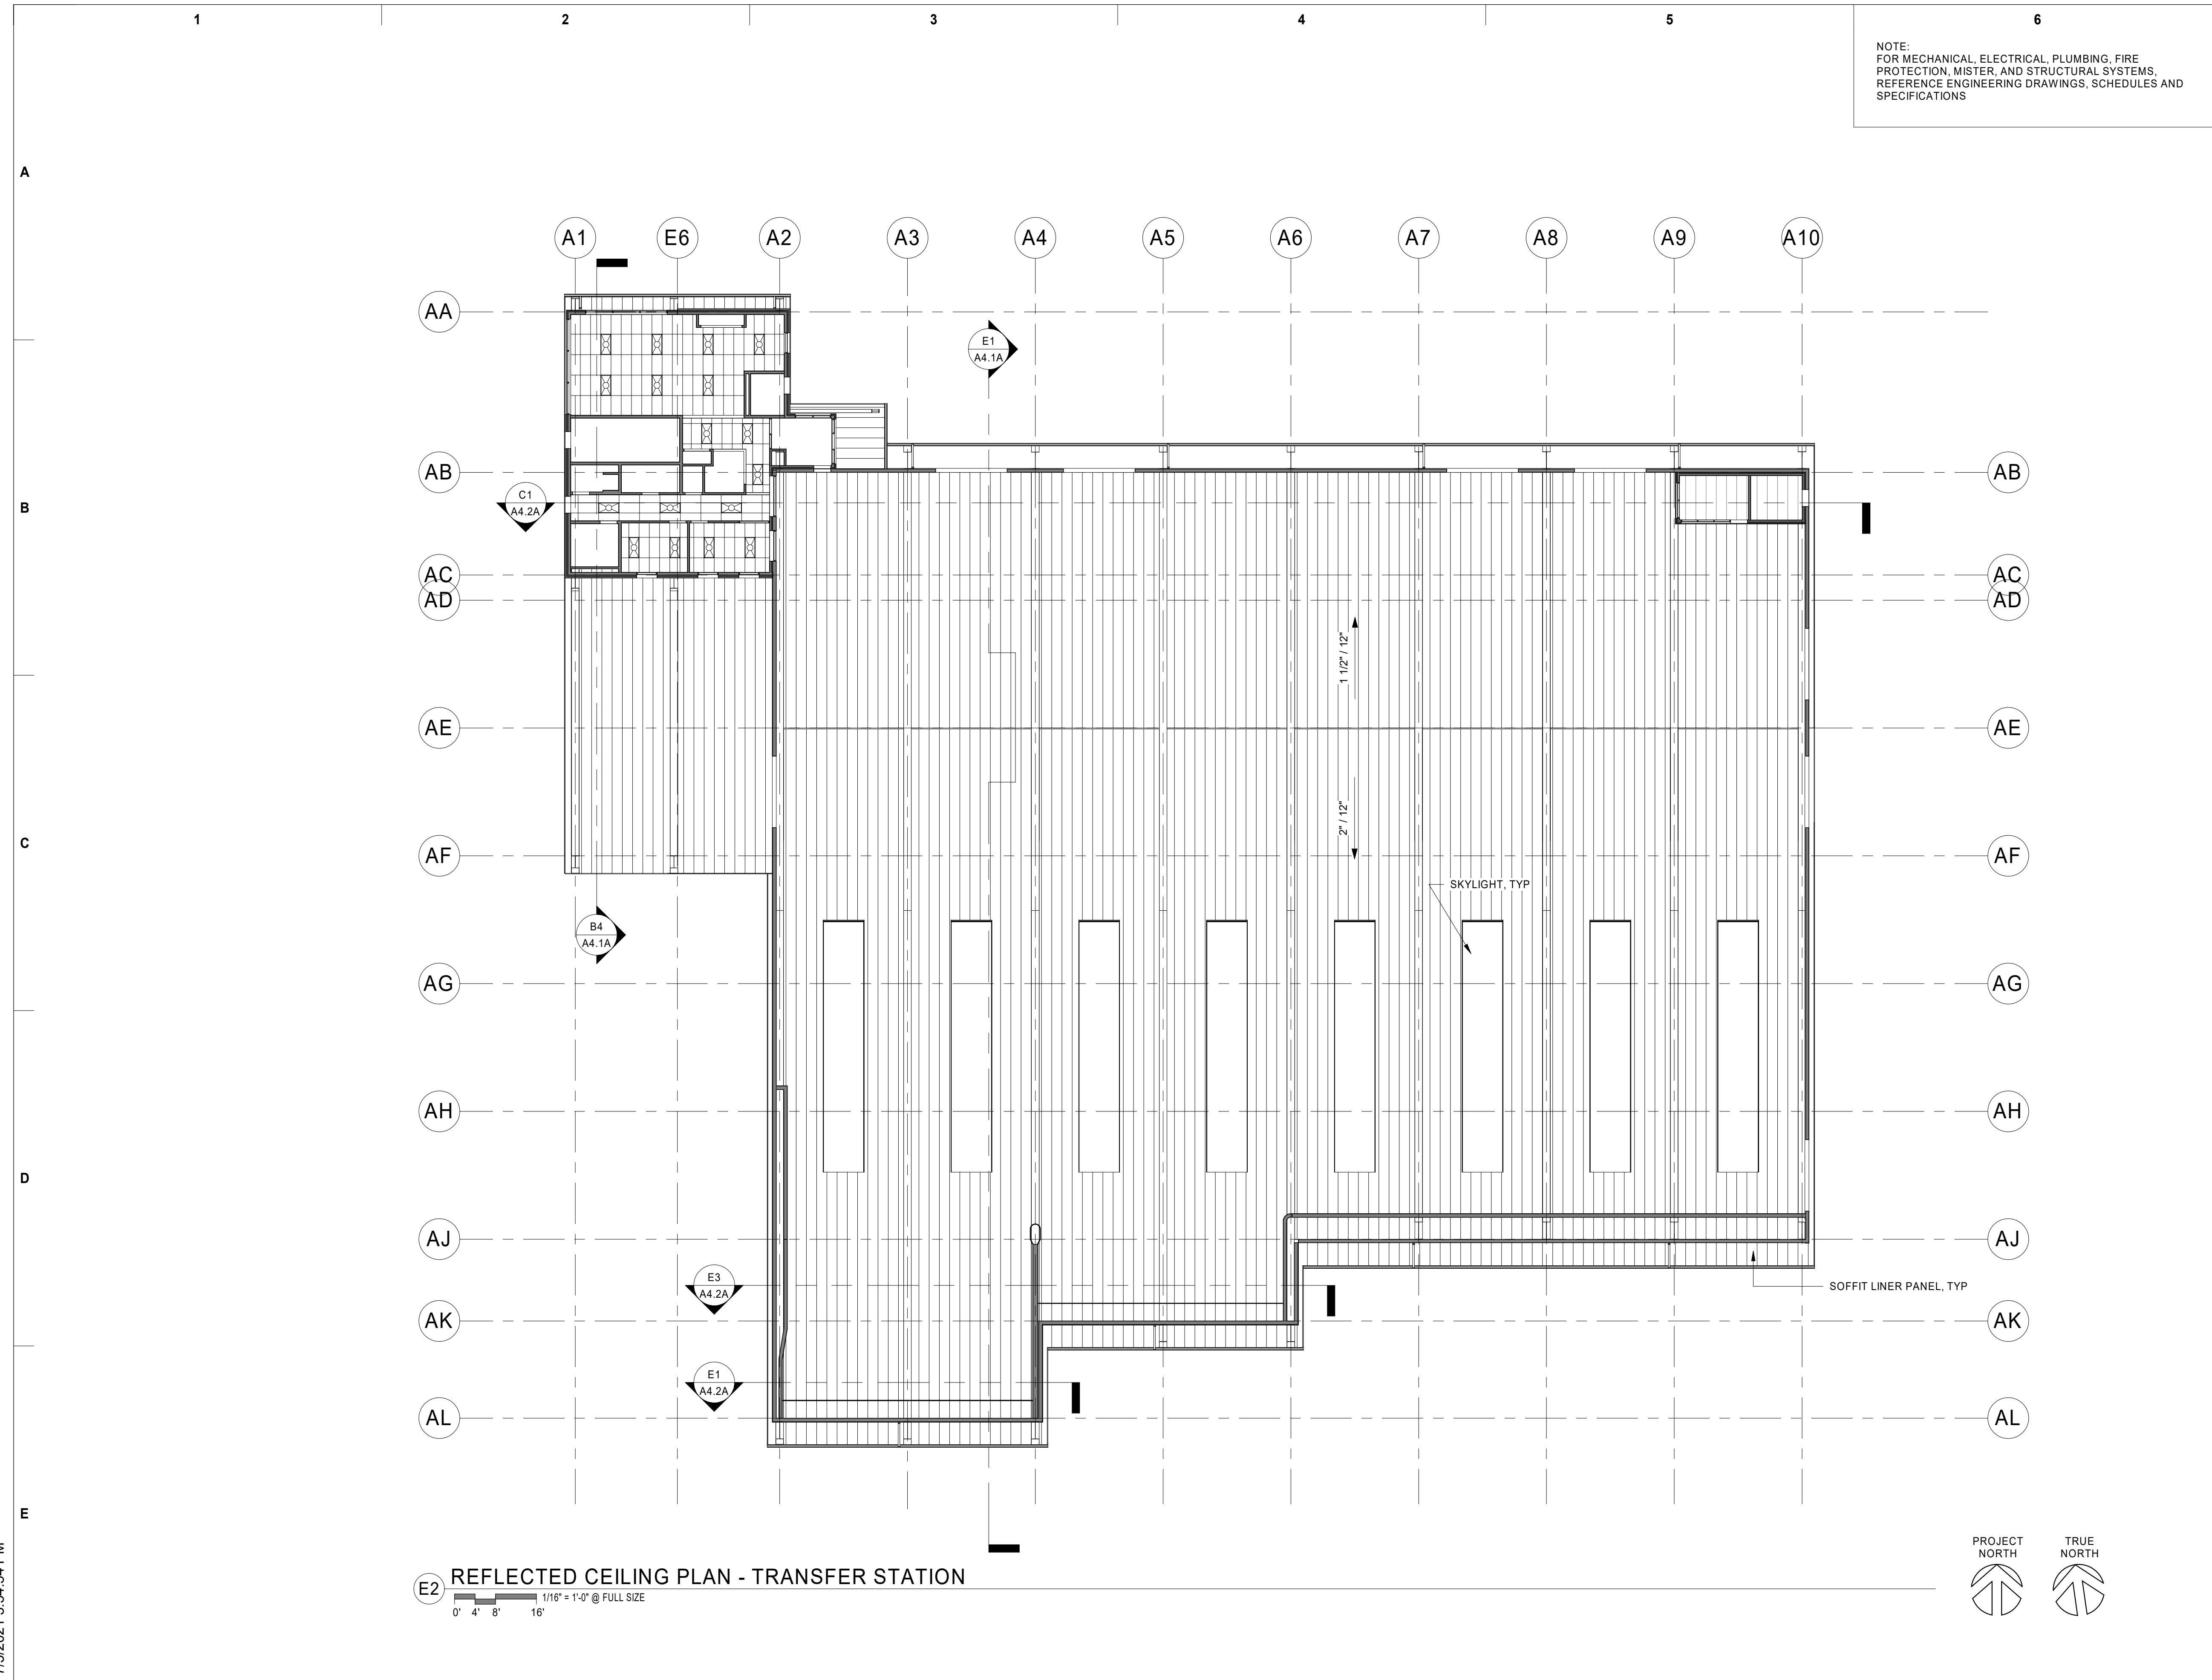 1 2 3 4 5 6
NOTE:
FOR MECHANICAL, ELECTRICAL, PLUMBING, FIRE
PROTECTION, MISTER, AND STRUCTURAL SYSTEMS,
REFERENCE ENGINEERING DRAWINGS, SCHEDULES AND
SPECIFICATIONS
A
A1 E6 A2 A3 A4 A5 A6 A7 A8 A9 A10
AA
E1
A4.1A
AB AB
C1
A4.2A
B
AC AC
AD AD
1 1/2" / 12"
AE AE
2" / 12"
C
AF AF
SKYLIGHT, TYP
B4
A4.1A
AG AG
AH AH
D
AJ AJ
E3
A4.2A
SOFFIT LINER PANEL, TYP
AK AK
E1
A4.2A
AL AL
E
PROJECT
NORTH
TRUE
NORTH
E2
REFLECTED CEILING PLAN - TRANSFER STATION
1/16" = 1'-0" @ FULL SIZE
0' 4' 8' 16'